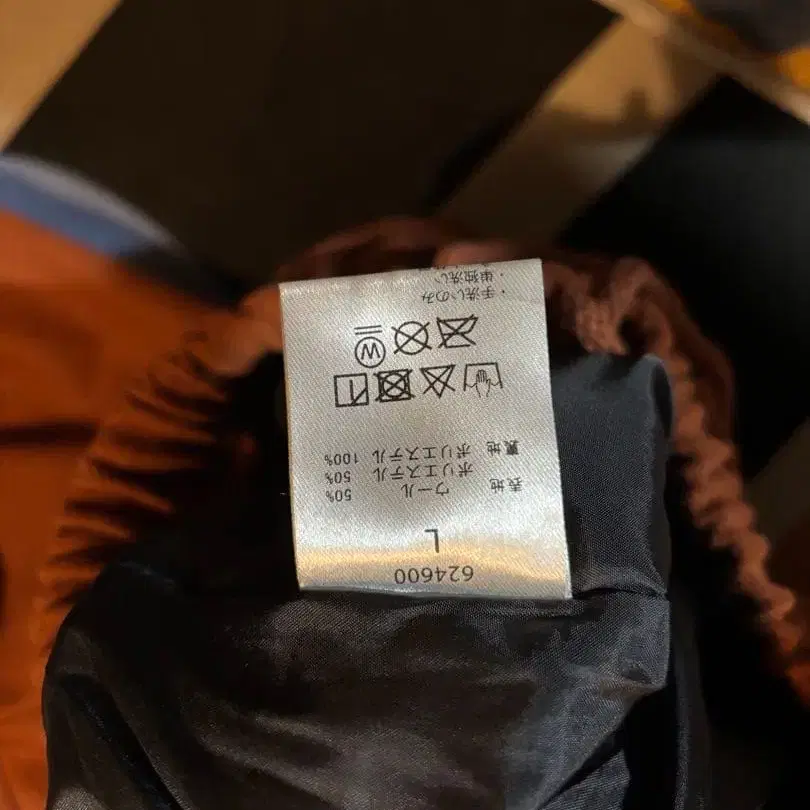 624600
L
表地 ウール 50%
ポリエステル 50%
裏地 ポリエステル 100%
W
・手洗いのみ
・単独洗い